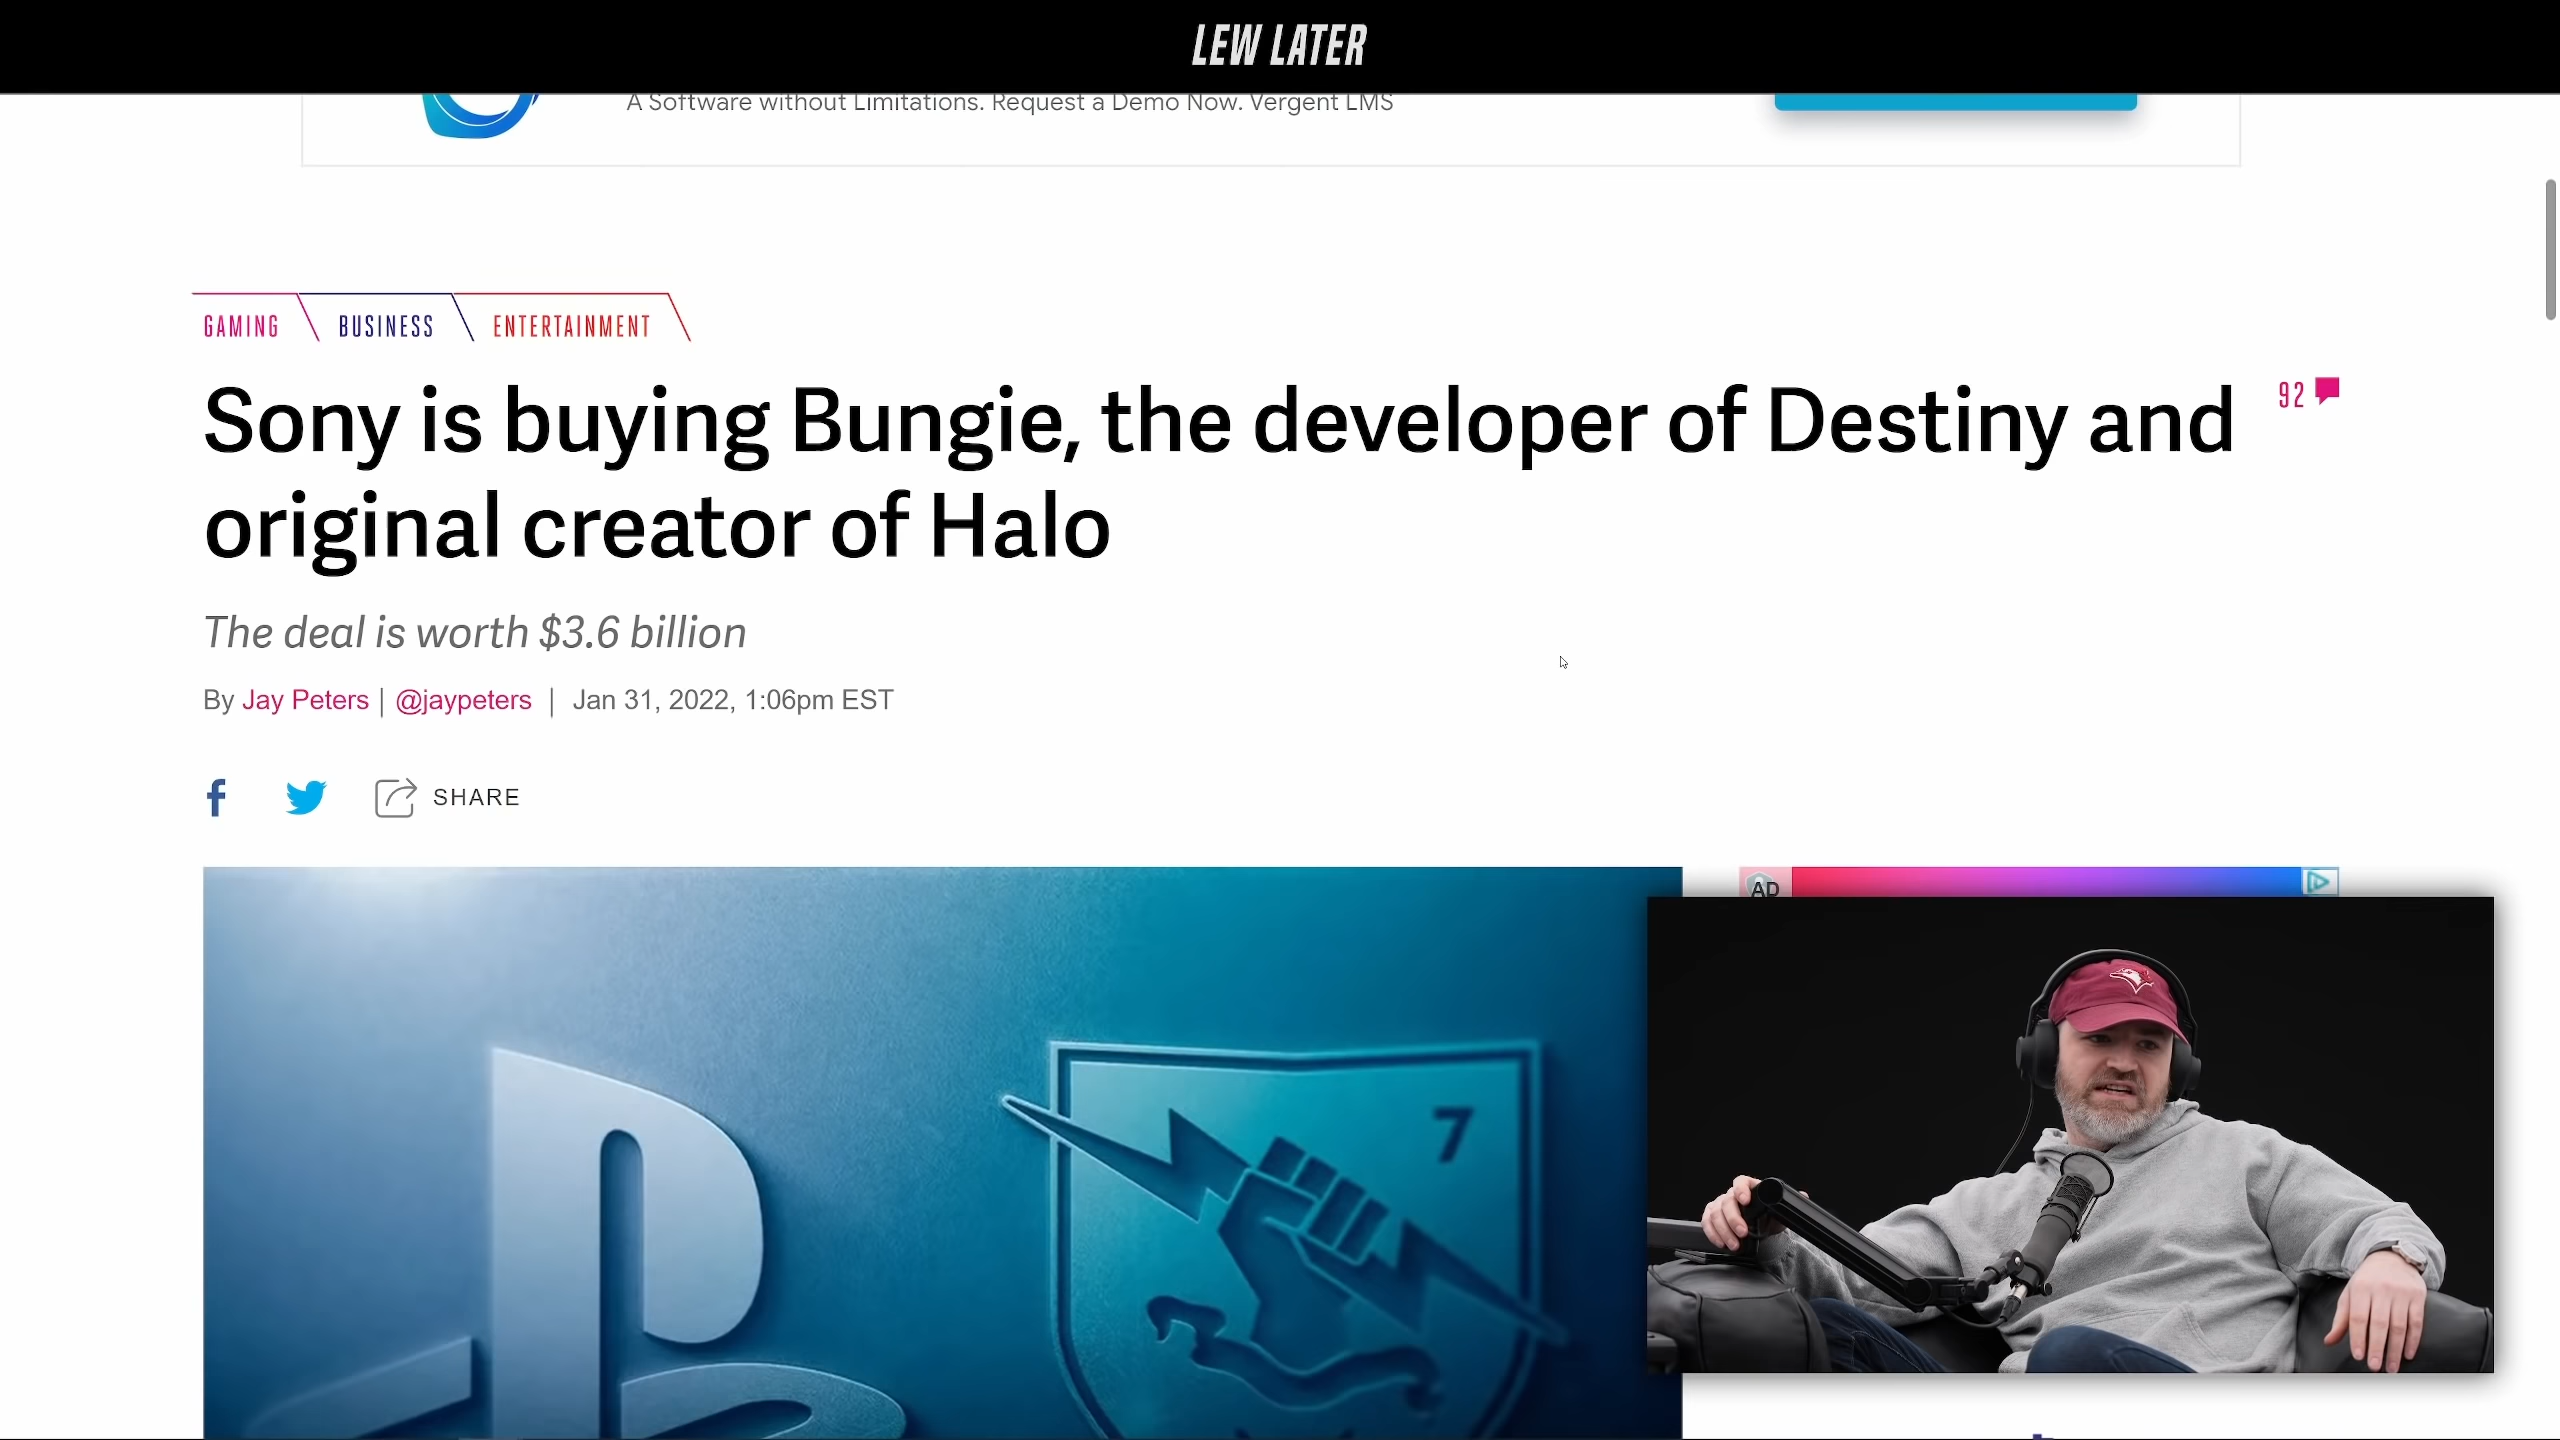 LEW LATER
A Software without Limitations. Request a Demo Now. Vergent LMS
GAMING
BUSINESS
ENTERTAINMENT
Sony is buying Bungie, the developer of Destiny and
original creator of Halo
92
The deal is worth $3.6 billion
By Jay Peters | @jaypeters | Jan 31, 2022, 1:06pm EST
f
SHARE
AD
7